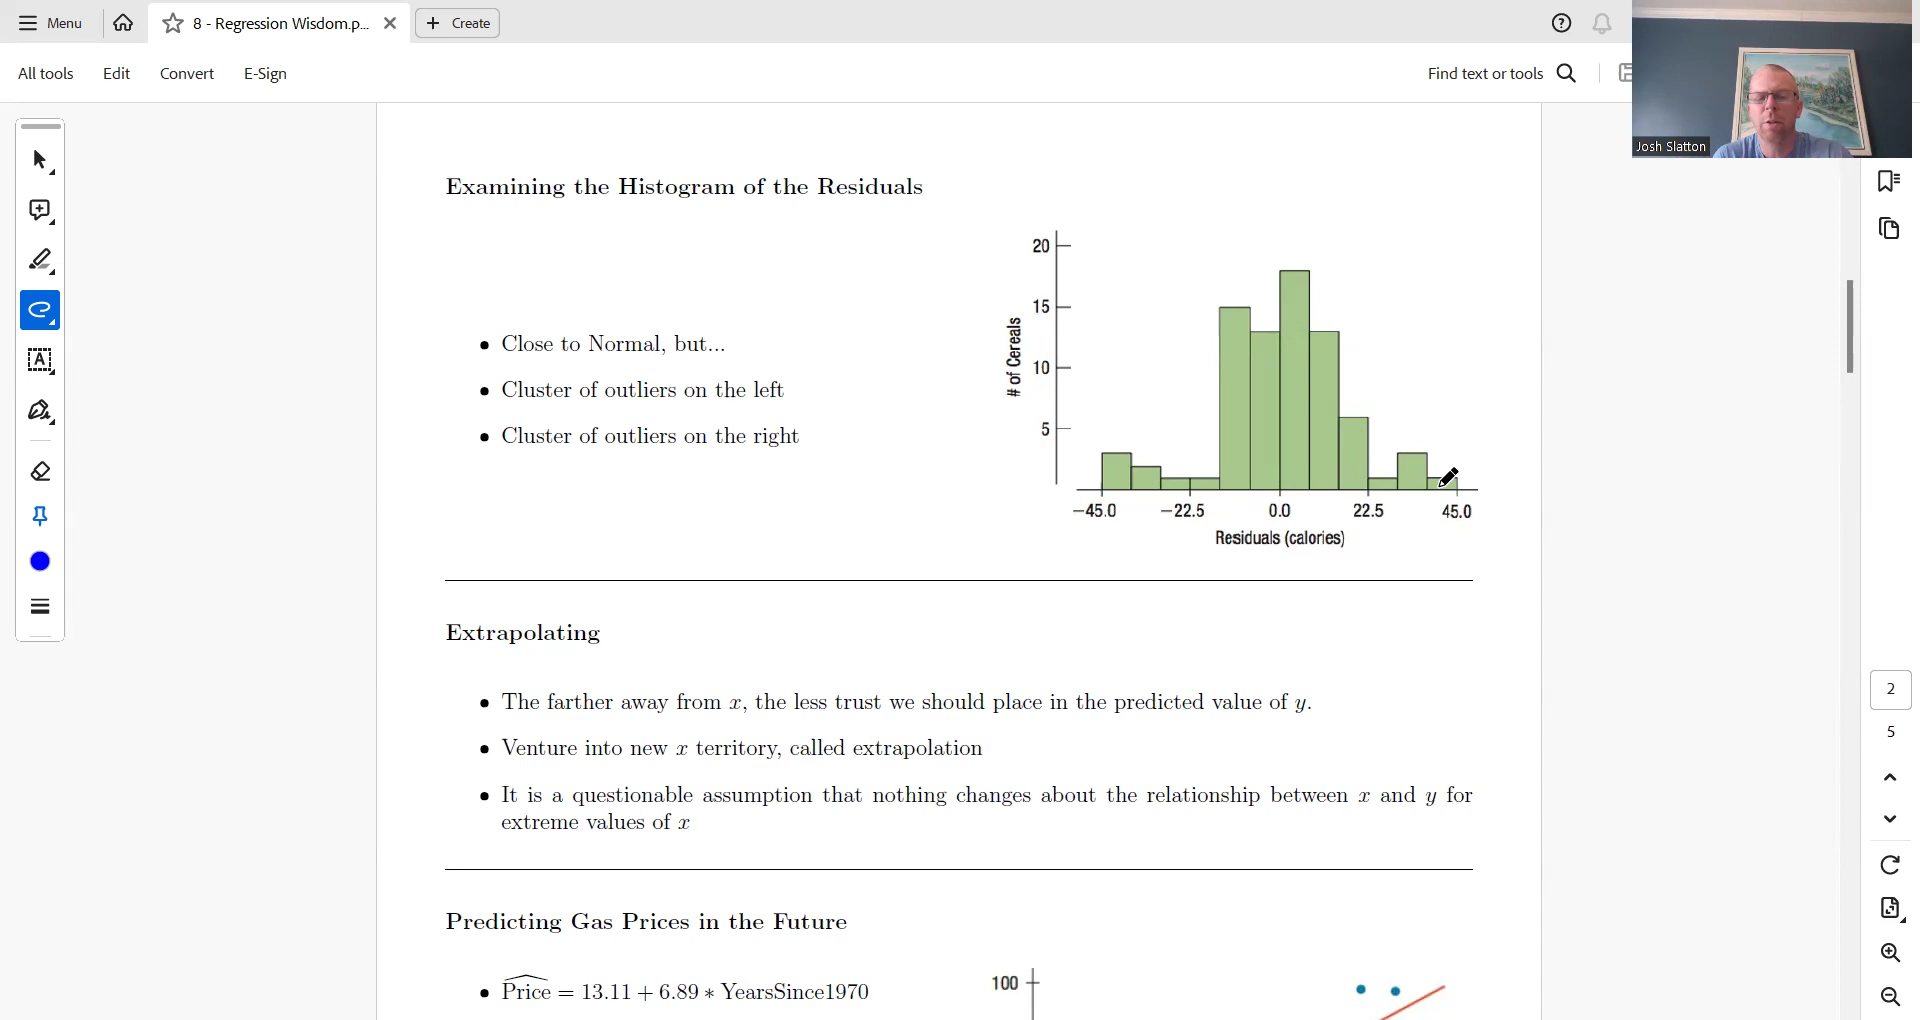 Menu
8 - Regression Wisdom.p...
Create
All tools
Edit
Convert
E-Sign
Find text or tools
Josh Slatton
Examining the Histogram of the Residuals
• Close to Normal, but...
• Cluster of outliers on the left
• Cluster of outliers on the right
# of Cereals
20
15
10
5
−45.0
−22.5
0.0
22.5
45.0
Residuals (calories)
Extrapolating
• The farther away from x, the less trust we should place in the predicted value of y.
• Venture into new x territory, called extrapolation
• It is a questionable assumption that nothing changes about the relationship between x and y for
extreme values of x
Predicting Gas Prices in the Future
• \widehat{Price} = 13.11 + 6.89 ∗ YearsSince1970
100
2
5